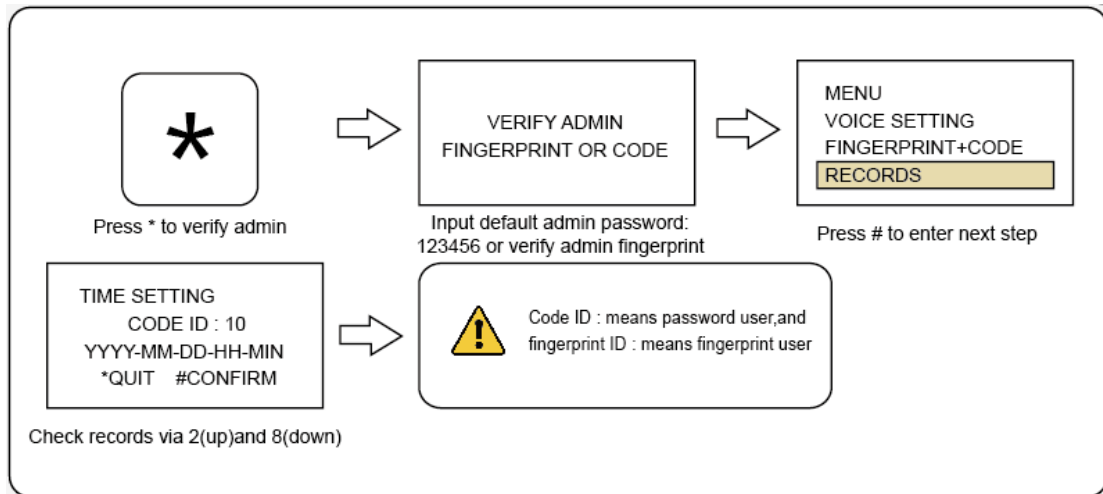 *
Press * to verify admin
VERIFY ADMIN
FINGERPRINT OR CODE
Input default admin password:
123456 or verify admin fingerprint
MENU
VOICE SETTING
FINGERPRINT+CODE
RECORDS
Press # to enter next step
TIME SETTING
CODE ID : 10
YYYY-MM-DD-HH-MIN
*QUIT #CONFIRM
Check records via 2(up)and 8(down)
Code ID : means password user,and
fingerprint ID : means fingerprint user